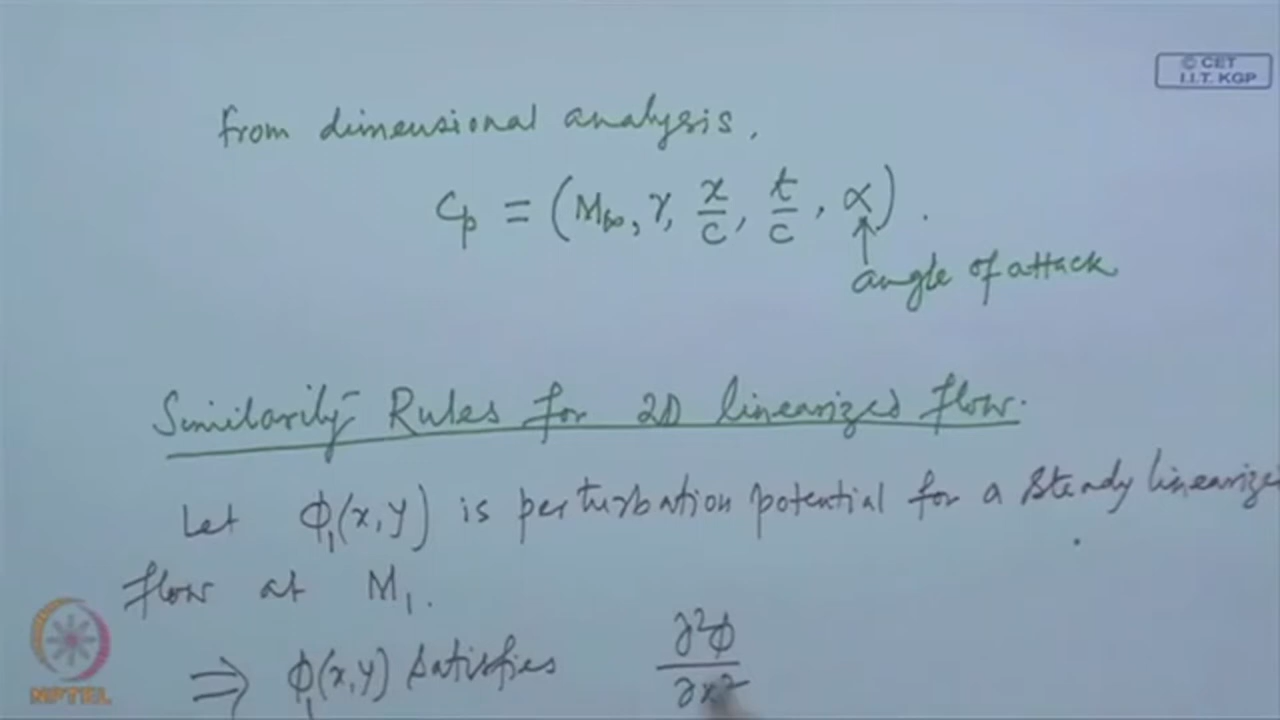 © CET
I.I.T. KGP
from dimensional analysis,
Cp = (M∞, γ, x/c, t/c, α).
angle of attack
Similarity Rules for 2D linearized flow.
Let ϕ₁(x,y) is perturbation potential for a steady linearize
flow at M₁.
⇒ ϕ₁(x,y) satisfies ∂²ϕ/∂x²
NPTEL